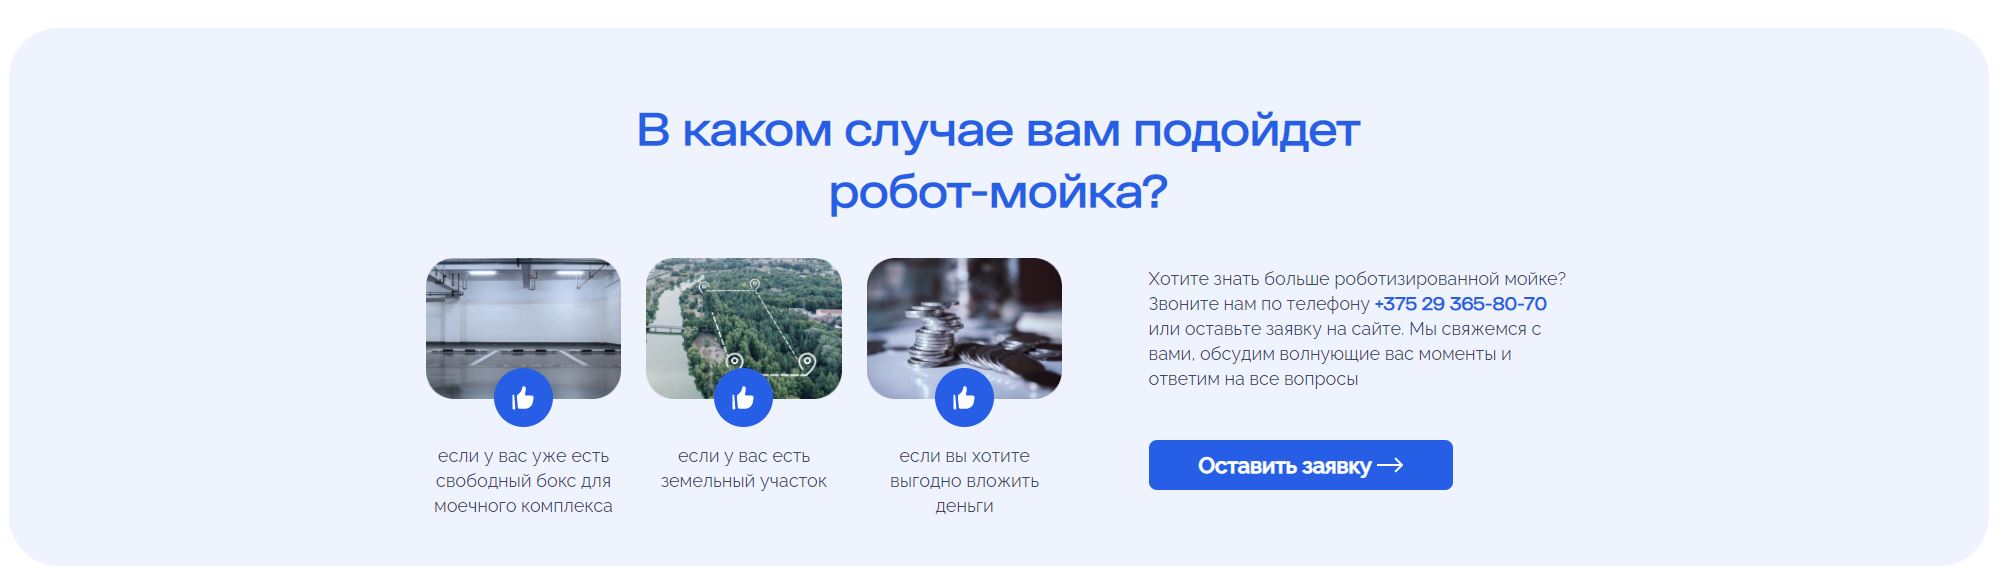 В каком случае вам подойдет
робот-мойка?
если у вас уже есть
свободный бокс для
моечного комплекса
если у вас есть
земельный участок
если вы хотите
выгодно вложить
деньги
Хотите знать больше роботизированной мойке?
Звоните нам по телефону +375 29 365-80-70
или оставьте заявку на сайте. Мы свяжемся с
вами, обсудим волнующие вас моменты и
ответим на все вопросы
Оставить заявку